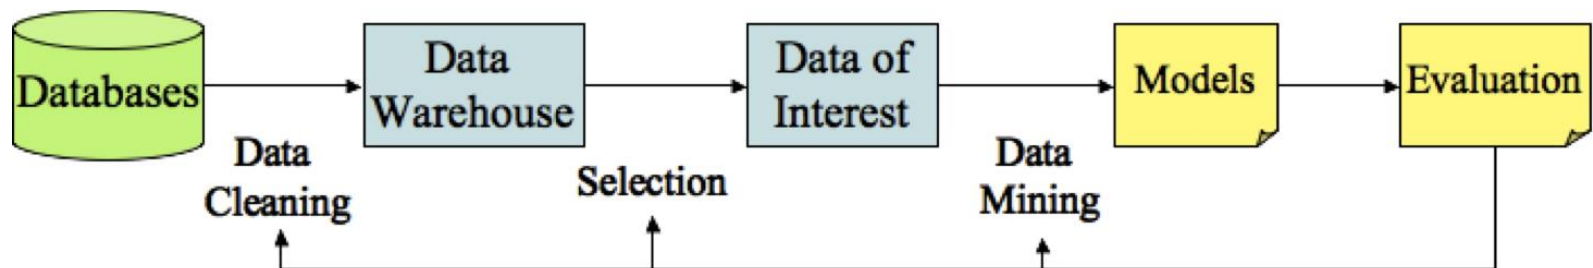 Databases
Data
Warehouse
Data of
Interest
Models
Evaluation
Data
Cleaning
Selection
Data
Mining